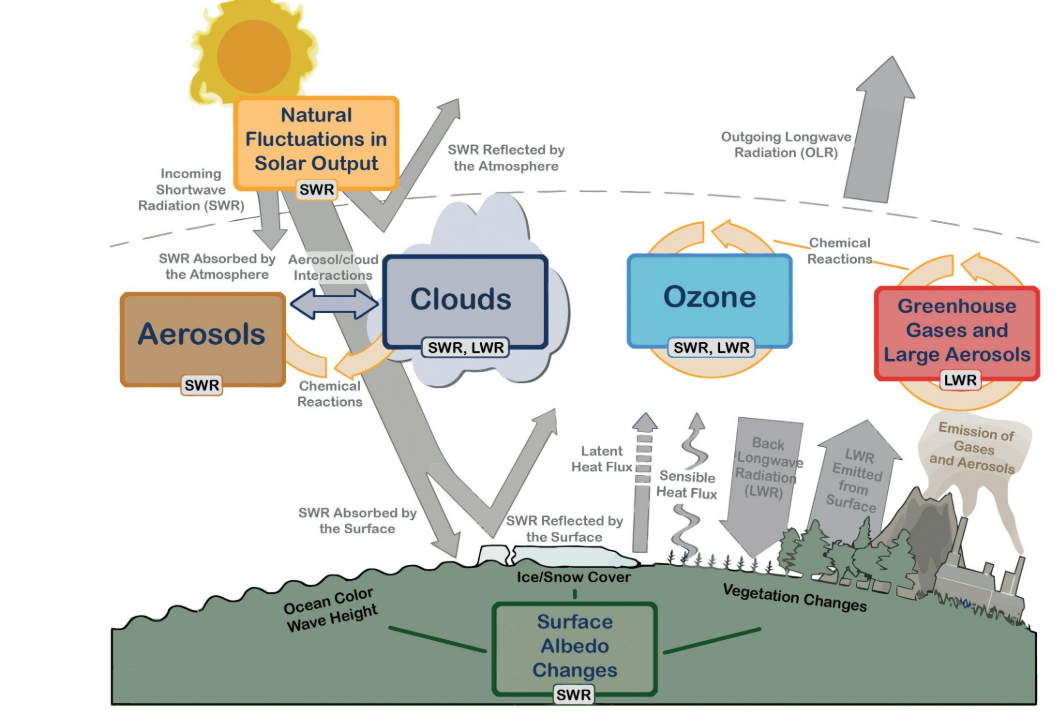 Natural
Fluctuations in
Solar Output
SWR
SWR Reflected by
the Atmosphere
Outgoing Longwave
Radiation (OLR)
Incoming
Shortwave
Radiation (SWR)
SWR Absorbed by
the Atmosphere
Aerosol/cloud
Interactions
Chemical
Reactions
Clouds
SWR, LWR
Ozone
SWR, LWR
Greenhouse
Gases and
Large Aerosols
LWR
Aerosols
SWR
Chemical
Reactions
Emission of
Gases
and Aerosols
Latent
Heat Flux
Sensible
Heat Flux
Back
Longwave
Radiation
(LWR)
LWR
Emitted
from
Surface
SWR Absorbed by
the Surface
SWR Reflected by
the Surface
Ice/Snow Cover
Ocean Color
Wave Height
Vegetation Changes
Surface
Albedo
Changes
SWR